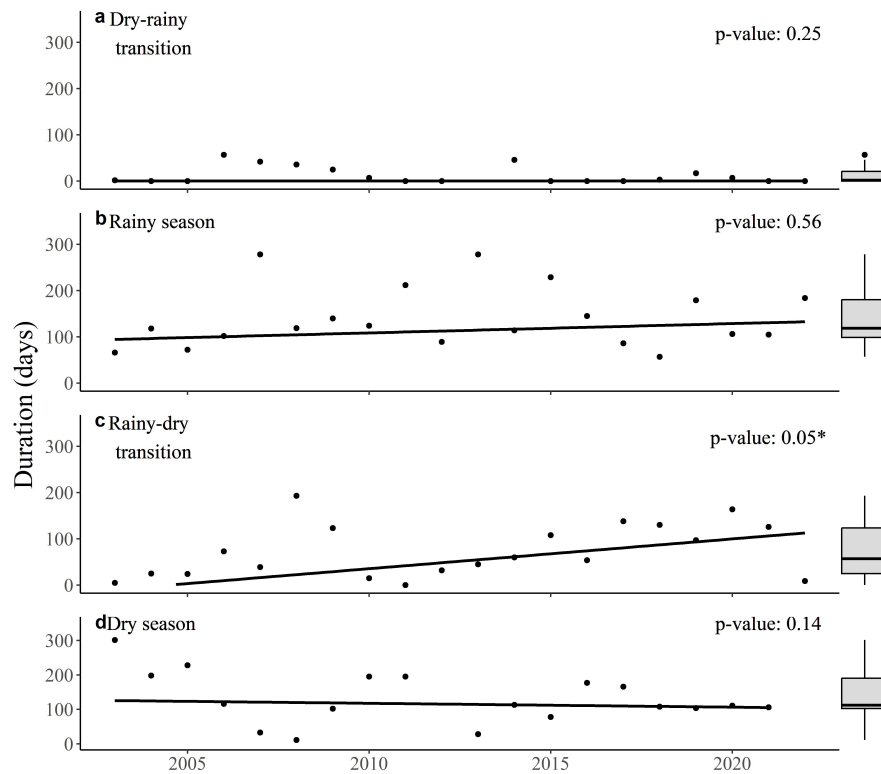 a Dry-rainy
transition
p-value: 0.25
300
200
100
0
b Rainy season
p-value: 0.56
300
200
100
0
Duration (days)
c Rainy-dry
transition
p-value: 0.05*
300
200
100
0
d Dry season
p-value: 0.14
300
200
100
0
2005 2010 2015 2020